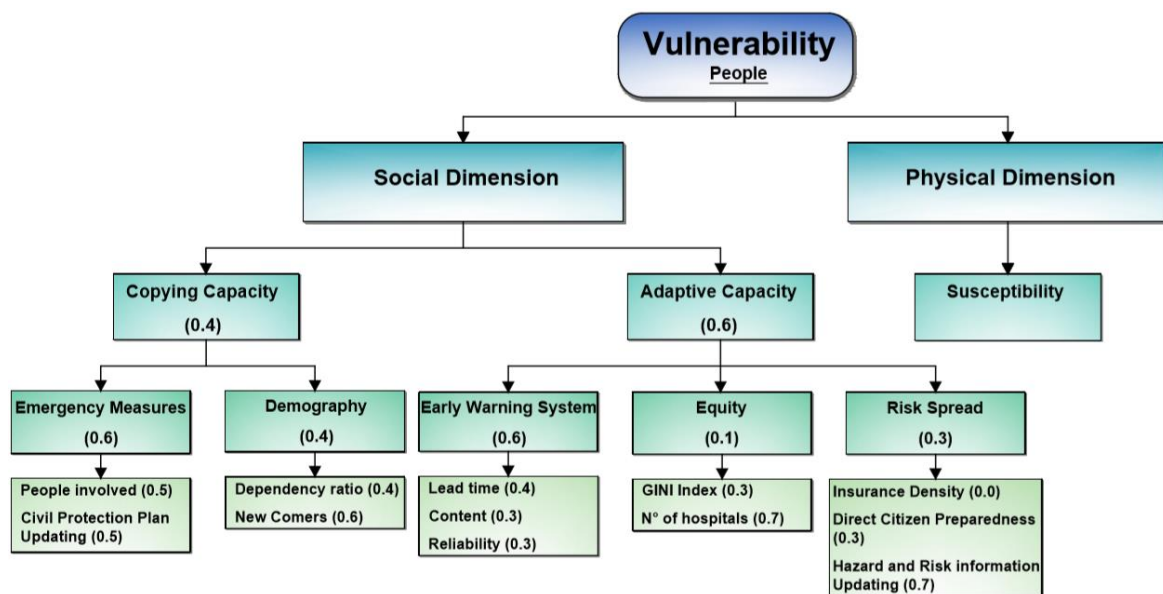 Vulnerability
People
Social Dimension
Physical Dimension
Copying Capacity
(0.4)
Adaptive Capacity
(0.6)
Susceptibility
Emergency Measures
(0.6)
Demography
(0.4)
Early Warning System
(0.6)
Equity
(0.1)
Risk Spread
(0.3)
People involved (0.5)
Civil Protection Plan
Updating (0.5)
Dependency ratio (0.4)
New Comers (0.6)
Lead time (0.4)
Content (0.3)
Reliability (0.3)
GINI Index (0.3)
N° of hospitals (0.7)
Insurance Density (0.0)
Direct Citizen Preparedness
(0.3)
Hazard and Risk information
Updating (0.7)